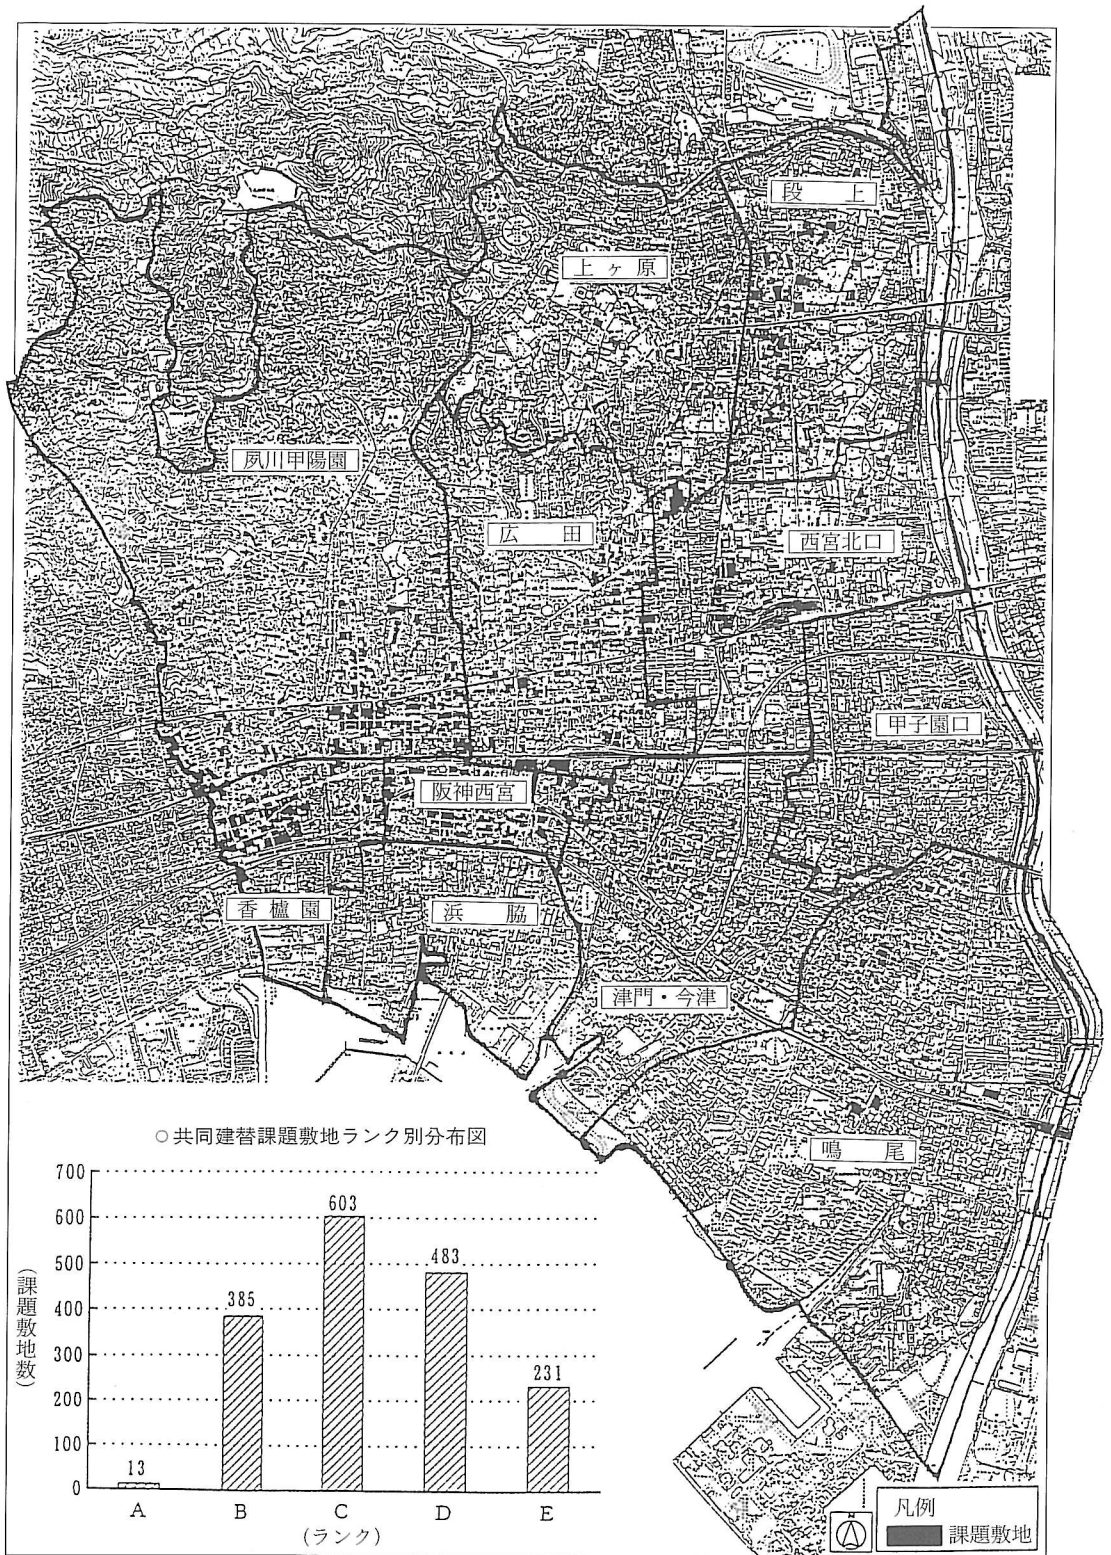 段上
上ヶ原
夙川甲陽園
広田
西宮北口
甲子園口
阪神西宮
香櫨園
浜脇
津門・今津
鳴尾
○共同建替課題敷地ランク別分布図
(課題敷地数)
700
600
500
400
300
200
100
0
13
385
603
483
231
A B C D E
(ランク)
凡例
課題敷地
N